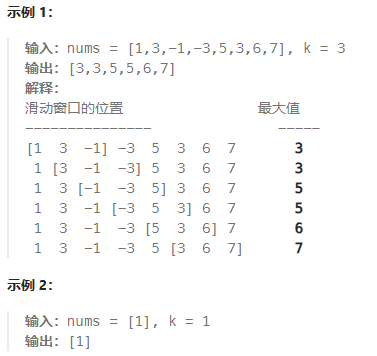 示例 1：
输入：nums = [1,3,-1,-3,5,3,6,7], k = 3
输出：[3,3,5,5,6,7]
解释：
滑动窗口的位置                最大值
---------------               -----
[1  3  -1] -3  5  3  6  7       3
 1 [3  -1  -3] 5  3  6  7       3
 1  3 [-1  -3  5] 3  6  7       5
 1  3  -1 [-3  5  3] 6  7       5
 1  3  -1  -3 [5  3  6] 7       6
 1  3  -1  -3  5 [3  6  7]      7
示例 2：
输入：nums = [1], k = 1
输出：[1]